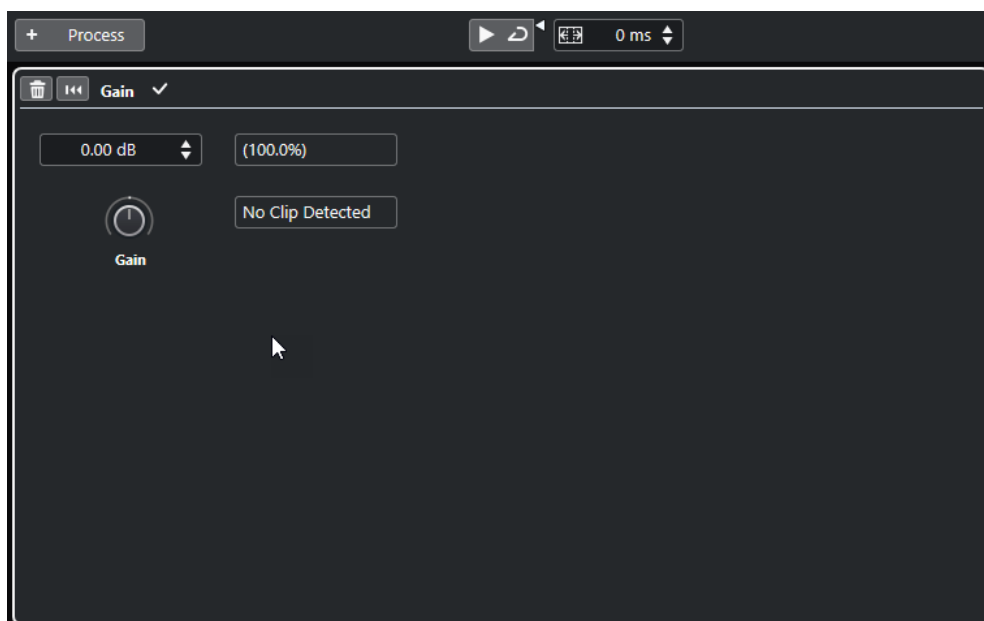 + Process
0 ms
Gain
0.00 dB
(100.0%)
No Clip Detected
Gain